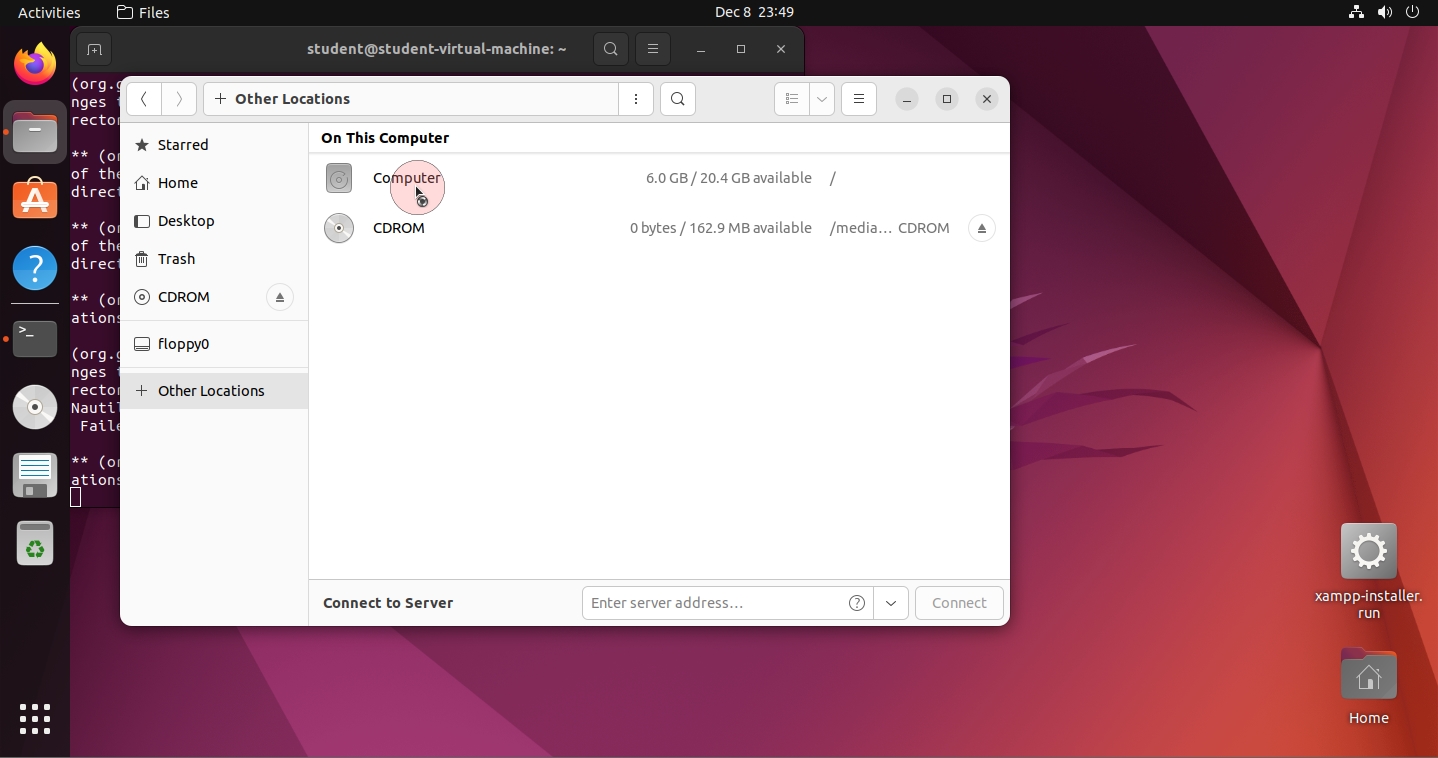 Activities
Files
Dec 8 23:49
student@student-virtual-machine: ~
(org.g
nges
rector
** (or
of the
direct
** (or
of the
direct
** (or
ations
(org.g
nges
rector
Nautil
Faile
** (or
ations
Other Locations
Starred
Home
Desktop
Trash
CDROM
floppy0
Other Locations
On This Computer
Computer 6.0 GB / 20.4 GB available /
CDROM 0 bytes / 162.9 MB available /media… CDROM
Connect to Server
Enter server address…
?
Connect
>_
xampp-installer.
run
Home